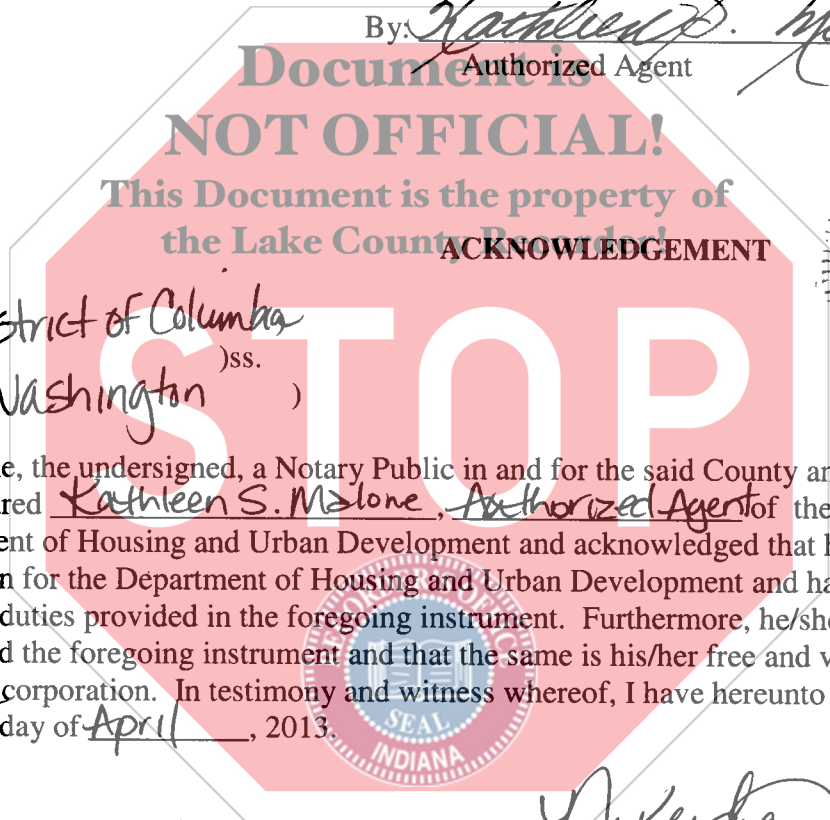 By: Kathleen S.
Authorized Agent
Document is
NOT OFFICIAL!
This Document is the property of
the Lake County Recorder!
ACKNOWLEDGEMENT
strict of Columbia
)ss.
Washington )
e, the undersigned, a Notary Public in and for the said County an
red Kathleen S. Malone, Authorized Agent of the
ent of Housing and Urban Development and acknowledged that h
n for the Department of Housing and Urban Development and ha
duties provided in the foregoing instrument. Furthermore, he/she
d the foregoing instrument and that the same is his/her free and v
corporation. In testimony and witness whereof, I have hereunto
day of April, 2013.
STOP
SEAL
INDIANA